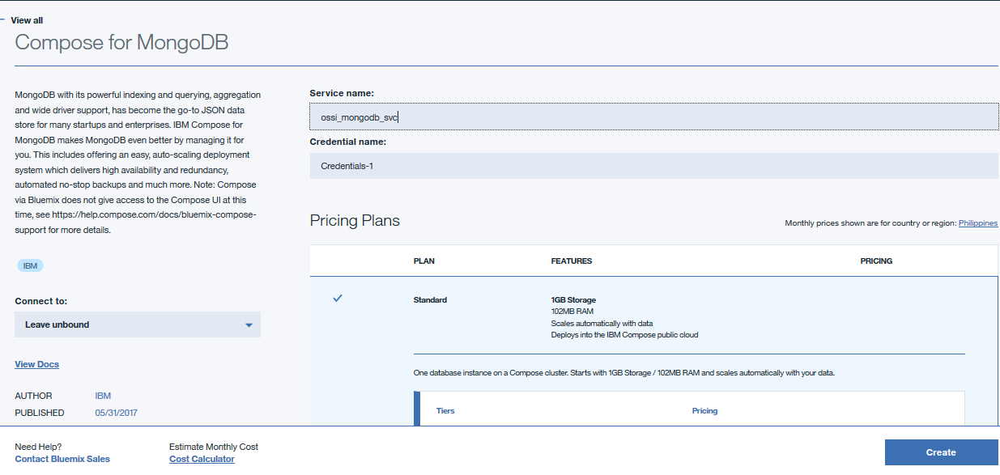 View all
Compose for MongoDB
MongoDB with its powerful indexing and querying, aggregation
and wide driver support, has become the go-to JSON data
store for many startups and enterprises. IBM Compose for
MongoDB makes MongoDB even better by managing it for
you. This includes offering an easy, auto-scaling deployment
system which delivers high availability and redundancy,
automated no-stop backups and much more. Note: Compose
via Bluemix does not give access to the Compose UI at this
time, see https://help.compose.com/docs/bluemix-compose-
support for more details.
IBM
Connect to:
Leave unbound
View Docs
AUTHOR IBM
PUBLISHED 05/31/2017
Service name:
ossi_mongodb_svc
Credential name:
Credentials-1
Pricing Plans
Monthly prices shown are for country or region: Philippines
PLAN FEATURES PRICING
Standard
1GB Storage
102MB RAM
Scales automatically with data
Deploys into the IBM Compose public cloud
One database instance on a Compose cluster. Starts with 1GB Storage / 102MB RAM and scales automatically with your data.
Tiers Pricing
Need Help?
Contact Bluemix Sales
Estimate Monthly Cost
Cost Calculator
Create